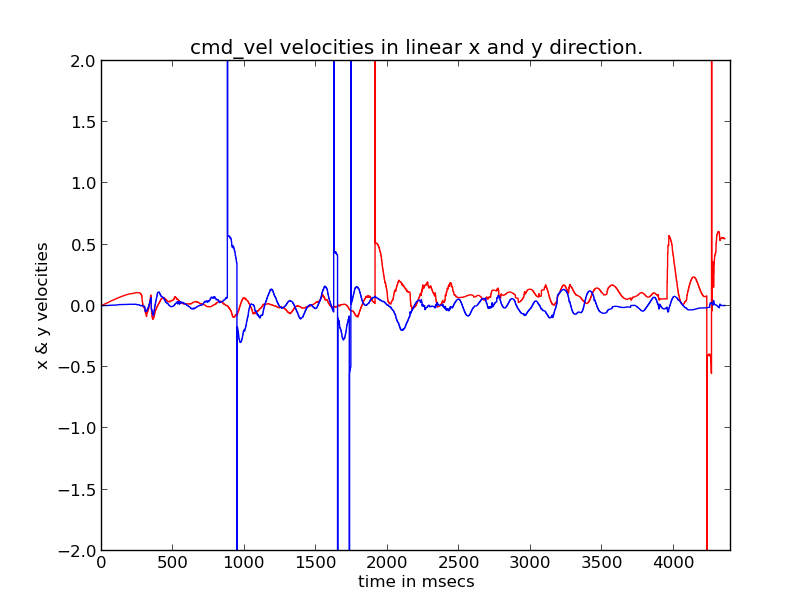 cmd_vel velocities in linear x and y direction.
2.0
1.5
1.0
0.5
0.0
−0.5
−1.0
−1.5
−2.0
x & y velocities
0 500 1000 1500 2000 2500 3000 3500 4000
time in msecs